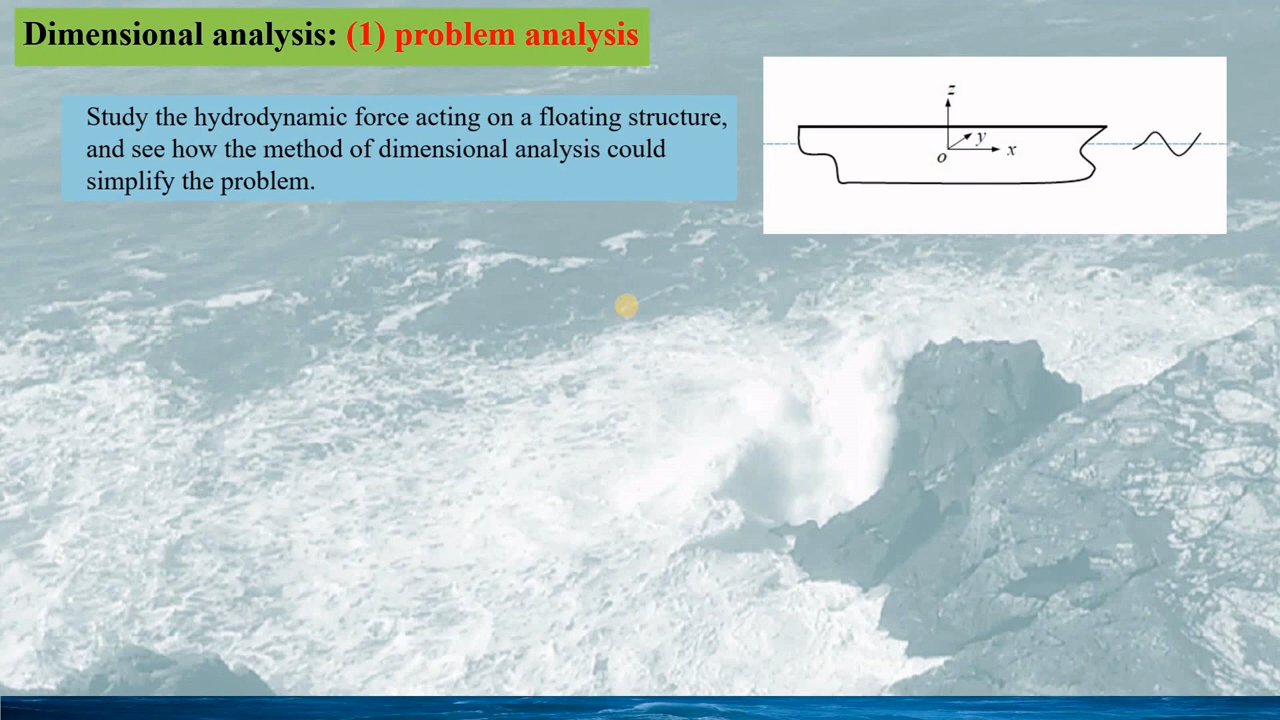 Dimensional analysis: (1) problem analysis
Study the hydrodynamic force acting on a floating structure,
and see how the method of dimensional analysis could
simplify the problem.
z
y
o
x